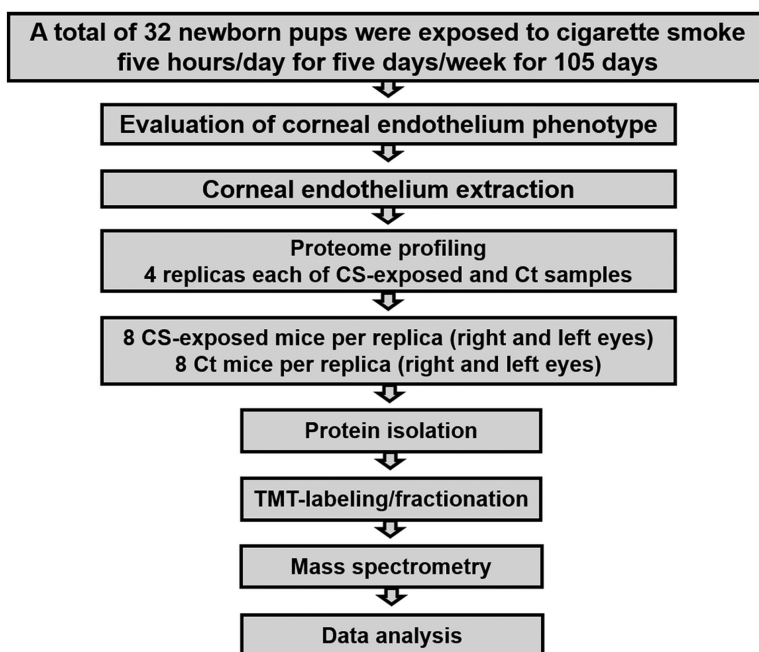 A total of 32 newborn pups were exposed to cigarette smoke
five hours/day for five days/week for 105 days
Evaluation of corneal endothelium phenotype
Corneal endothelium extraction
Proteome profiling
4 replicas each of CS-exposed and Ct samples
8 CS-exposed mice per replica (right and left eyes)
8 Ct mice per replica (right and left eyes)
Protein isolation
TMT-labeling/fractionation
Mass spectrometry
Data analysis